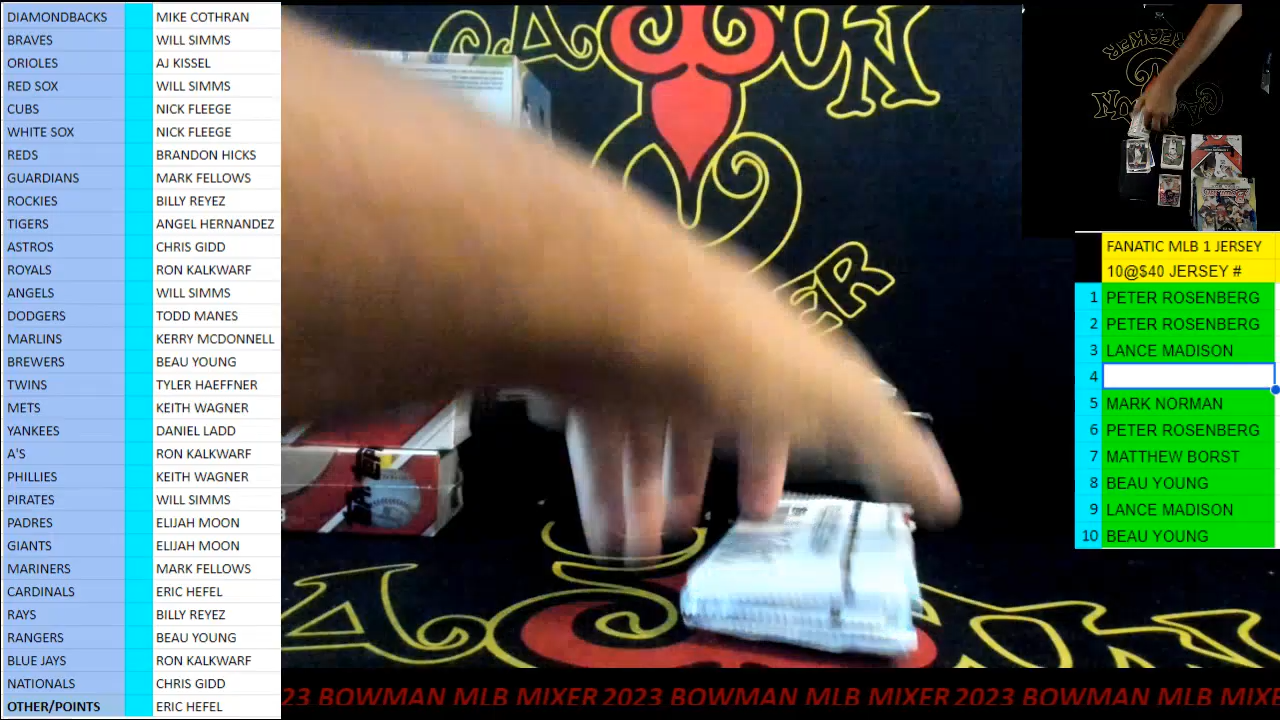 DIAMONDBACKS MIKE COTHRAN
BRAVES WILL SIMMS
ORIOLES AJ KISSEL
RED SOX WILL SIMMS
CUBS NICK FLEEGE
WHITE SOX NICK FLEEGE
REDS BRANDON HICKS
GUARDIANS MARK FELLOWS
ROCKIES BILLY REYEZ
TIGERS ANGEL HERNANDEZ
ASTROS CHRIS GIDD
ROYALS RON KALKWARF
ANGELS WILL SIMMS
DODGERS TODD MANES
MARLINS KERRY MCDONNELL
BREWERS BEAU YOUNG
TWINS TYLER HAEFFNER
METS KEITH WAGNER
YANKEES DANIEL LADD
A'S RON KALKWARF
PHILLIES KEITH WAGNER
PIRATES WILL SIMMS
PADRES ELIJAH MOON
GIANTS ELIJAH MOON
MARINERS MARK FELLOWS
CARDINALS ERIC HEFEL
RAYS BILLY REYEZ
RANGERS BEAU YOUNG
BLUE JAYS RON KALKWARF
NATIONALS CHRIS GIDD
OTHER/POINTS ERIC HEFEL
FANATIC MLB 1 JERSEY
10@$40 JERSEY #
1 PETER ROSENBERG
2 PETER ROSENBERG
3 LANCE MADISON
4
5 MARK NORMAN
6 PETER ROSENBERG
7 MATTHEW BORST
8 BEAU YOUNG
9 LANCE MADISON
10 BEAU YOUNG
23 BOWMAN MLB MIXER 2023 BOWMAN MLB MIXER 2023 BOWMAN MLB MIXE